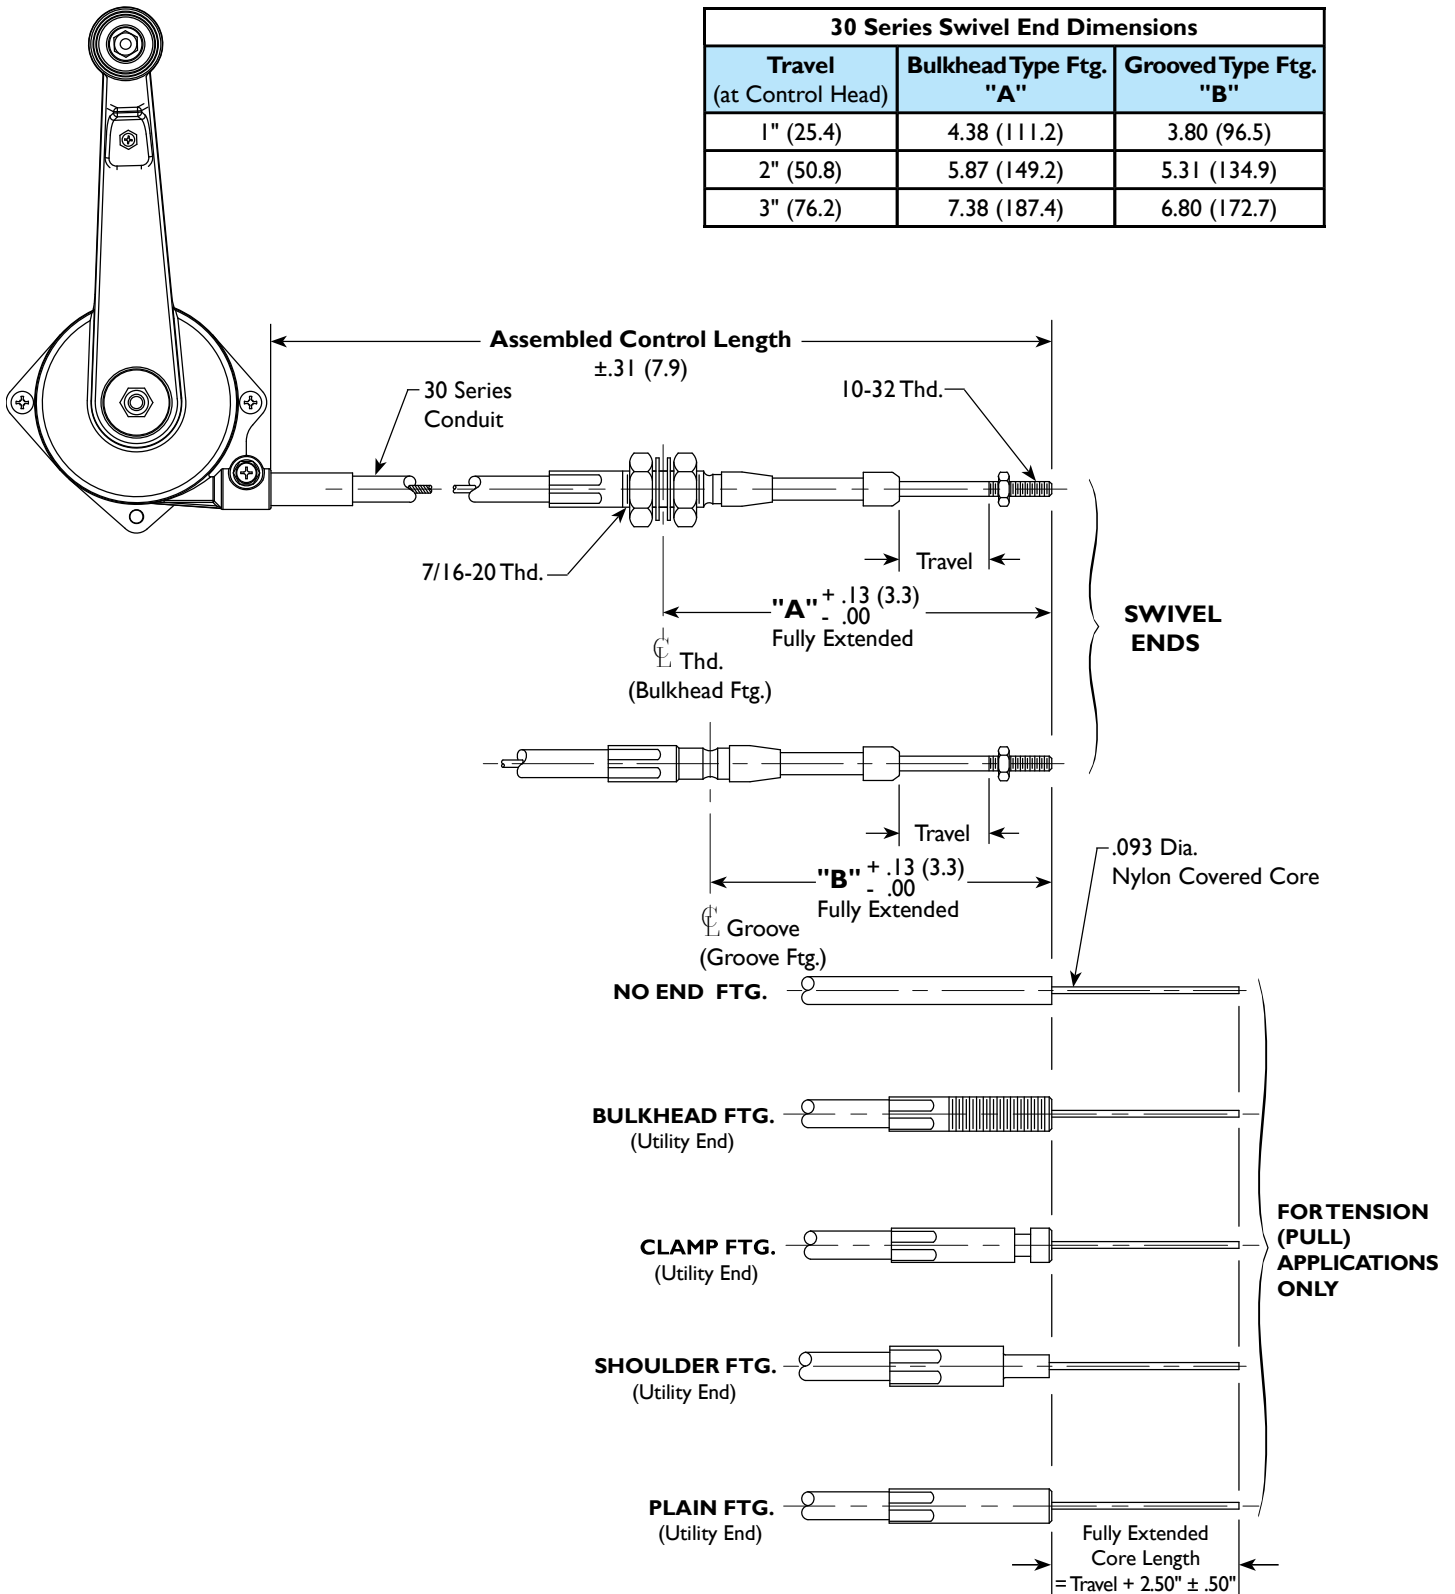 30 Series Swivel End Dimensions
Travel
(at Control Head)
Bulkhead Type Ftg.
"A"
Grooved Type Ftg.
"B"
1" (25.4)
4.38 (111.2)
3.80 (96.5)
2" (50.8)
5.87 (149.2)
5.31 (134.9)
3" (76.2)
7.38 (187.4)
6.80 (172.7)
Assembled Control Length
±.31 (7.9)
30 Series
Conduit
10-32 Thd.
7/16-20 Thd.
Travel
"A" + .13 (3.3)
- .00
Fully Extended
℄ Thd.
(Bulkhead Ftg.)
SWIVEL
ENDS
Travel
"B" + .13 (3.3)
- .00
Fully Extended
℄ Groove
(Groove Ftg.)
.093 Dia.
Nylon Covered Core
NO END FTG.
BULKHEAD FTG.
(Utility End)
CLAMP FTG.
(Utility End)
SHOULDER FTG.
(Utility End)
PLAIN FTG.
(Utility End)
FOR TENSION
(PULL)
APPLICATIONS
ONLY
Fully Extended
Core Length
= Travel + 2.50" ± .50"